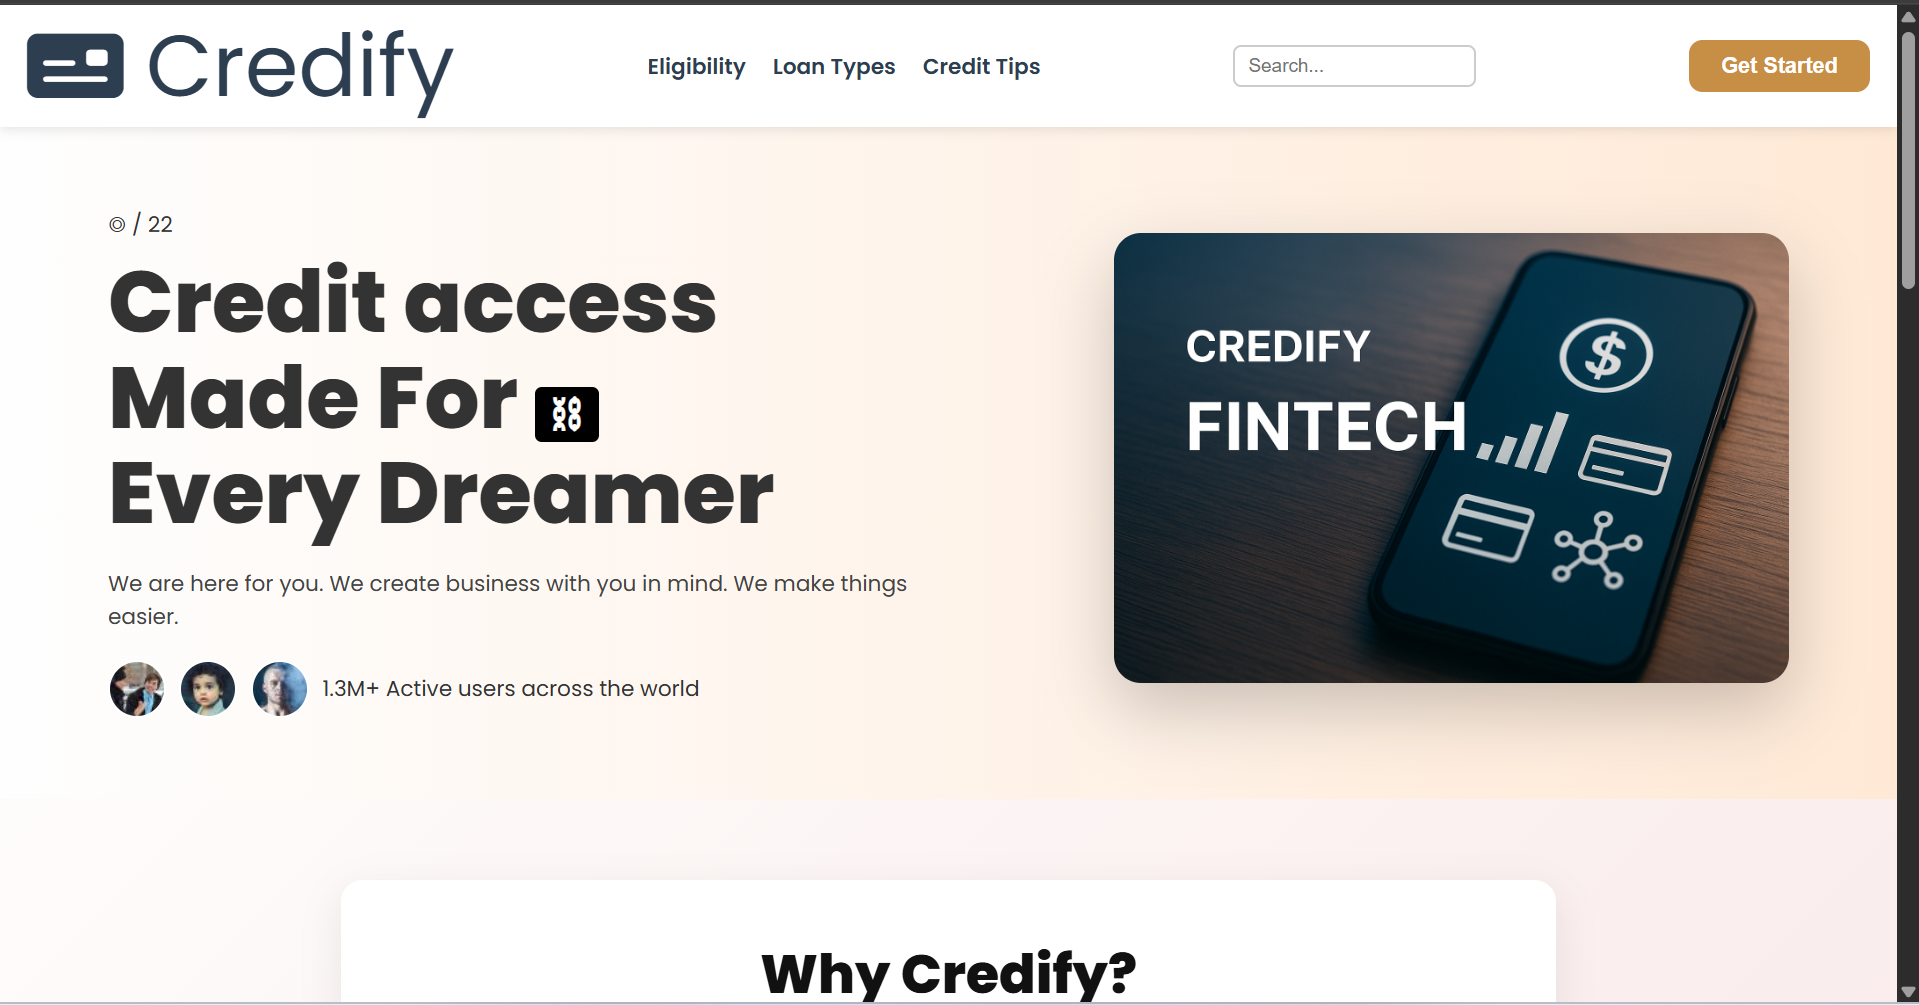 Credify
Eligibility
Loan Types
Credit Tips
Search...
Get Started
◎ / 22
Credit access
Made For
Every Dreamer
We are here for you. We create business with you in mind. We make things
easier.
1.3M+ Active users across the world
CREDIFY
FINTECH
$
Why Credify?